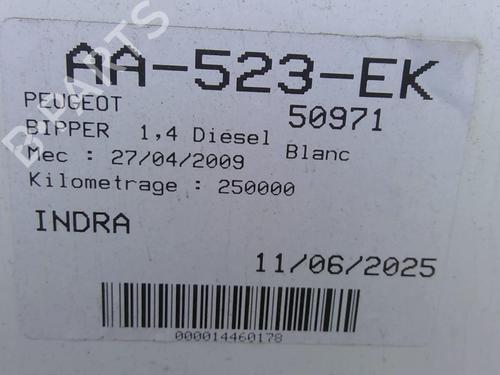 AA-523-EK
PEUGEOT 50971
BIPPER 1,4 Diesel Blanc
Mec : 27/04/2009
Kilometrage : 250000
INDRA
11/06/2025
000014460178
B-PARTS